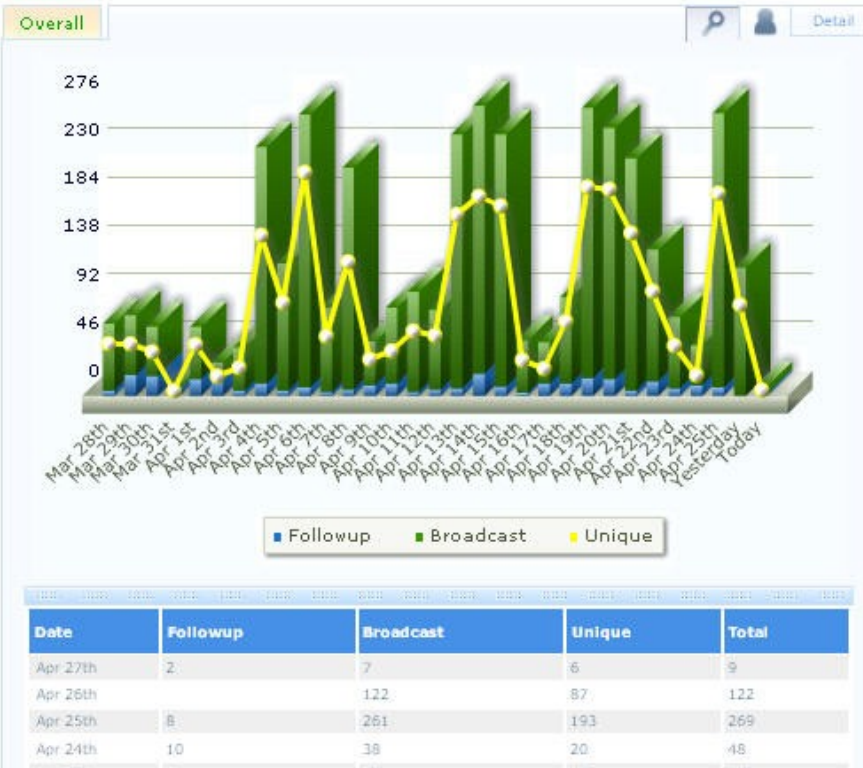 Overall
Detail
276
230
184
138
92
46
0
Mar 28th
Mar 29th
Mar 30th
Mar 31st
Apr 1st
Apr 2nd
Apr 3rd
Apr 4th
Apr 5th
Apr 6th
Apr 7th
Apr 8th
Apr 9th
Apr 10th
Apr 11th
Apr 12th
Apr 13th
Apr 14th
Apr 15th
Apr 16th
Apr 17th
Apr 18th
Apr 19th
Apr 20th
Apr 21st
Apr 22nd
Apr 23rd
Apr 24th
Apr 25th
Yesterday
Today
Followup Broadcast Unique
Date Followup Broadcast Unique Total
Apr 27th 2 7 6 9
Apr 26th 122 87 122
Apr 25th 8 261 193 269
Apr 24th 10 38 20 48